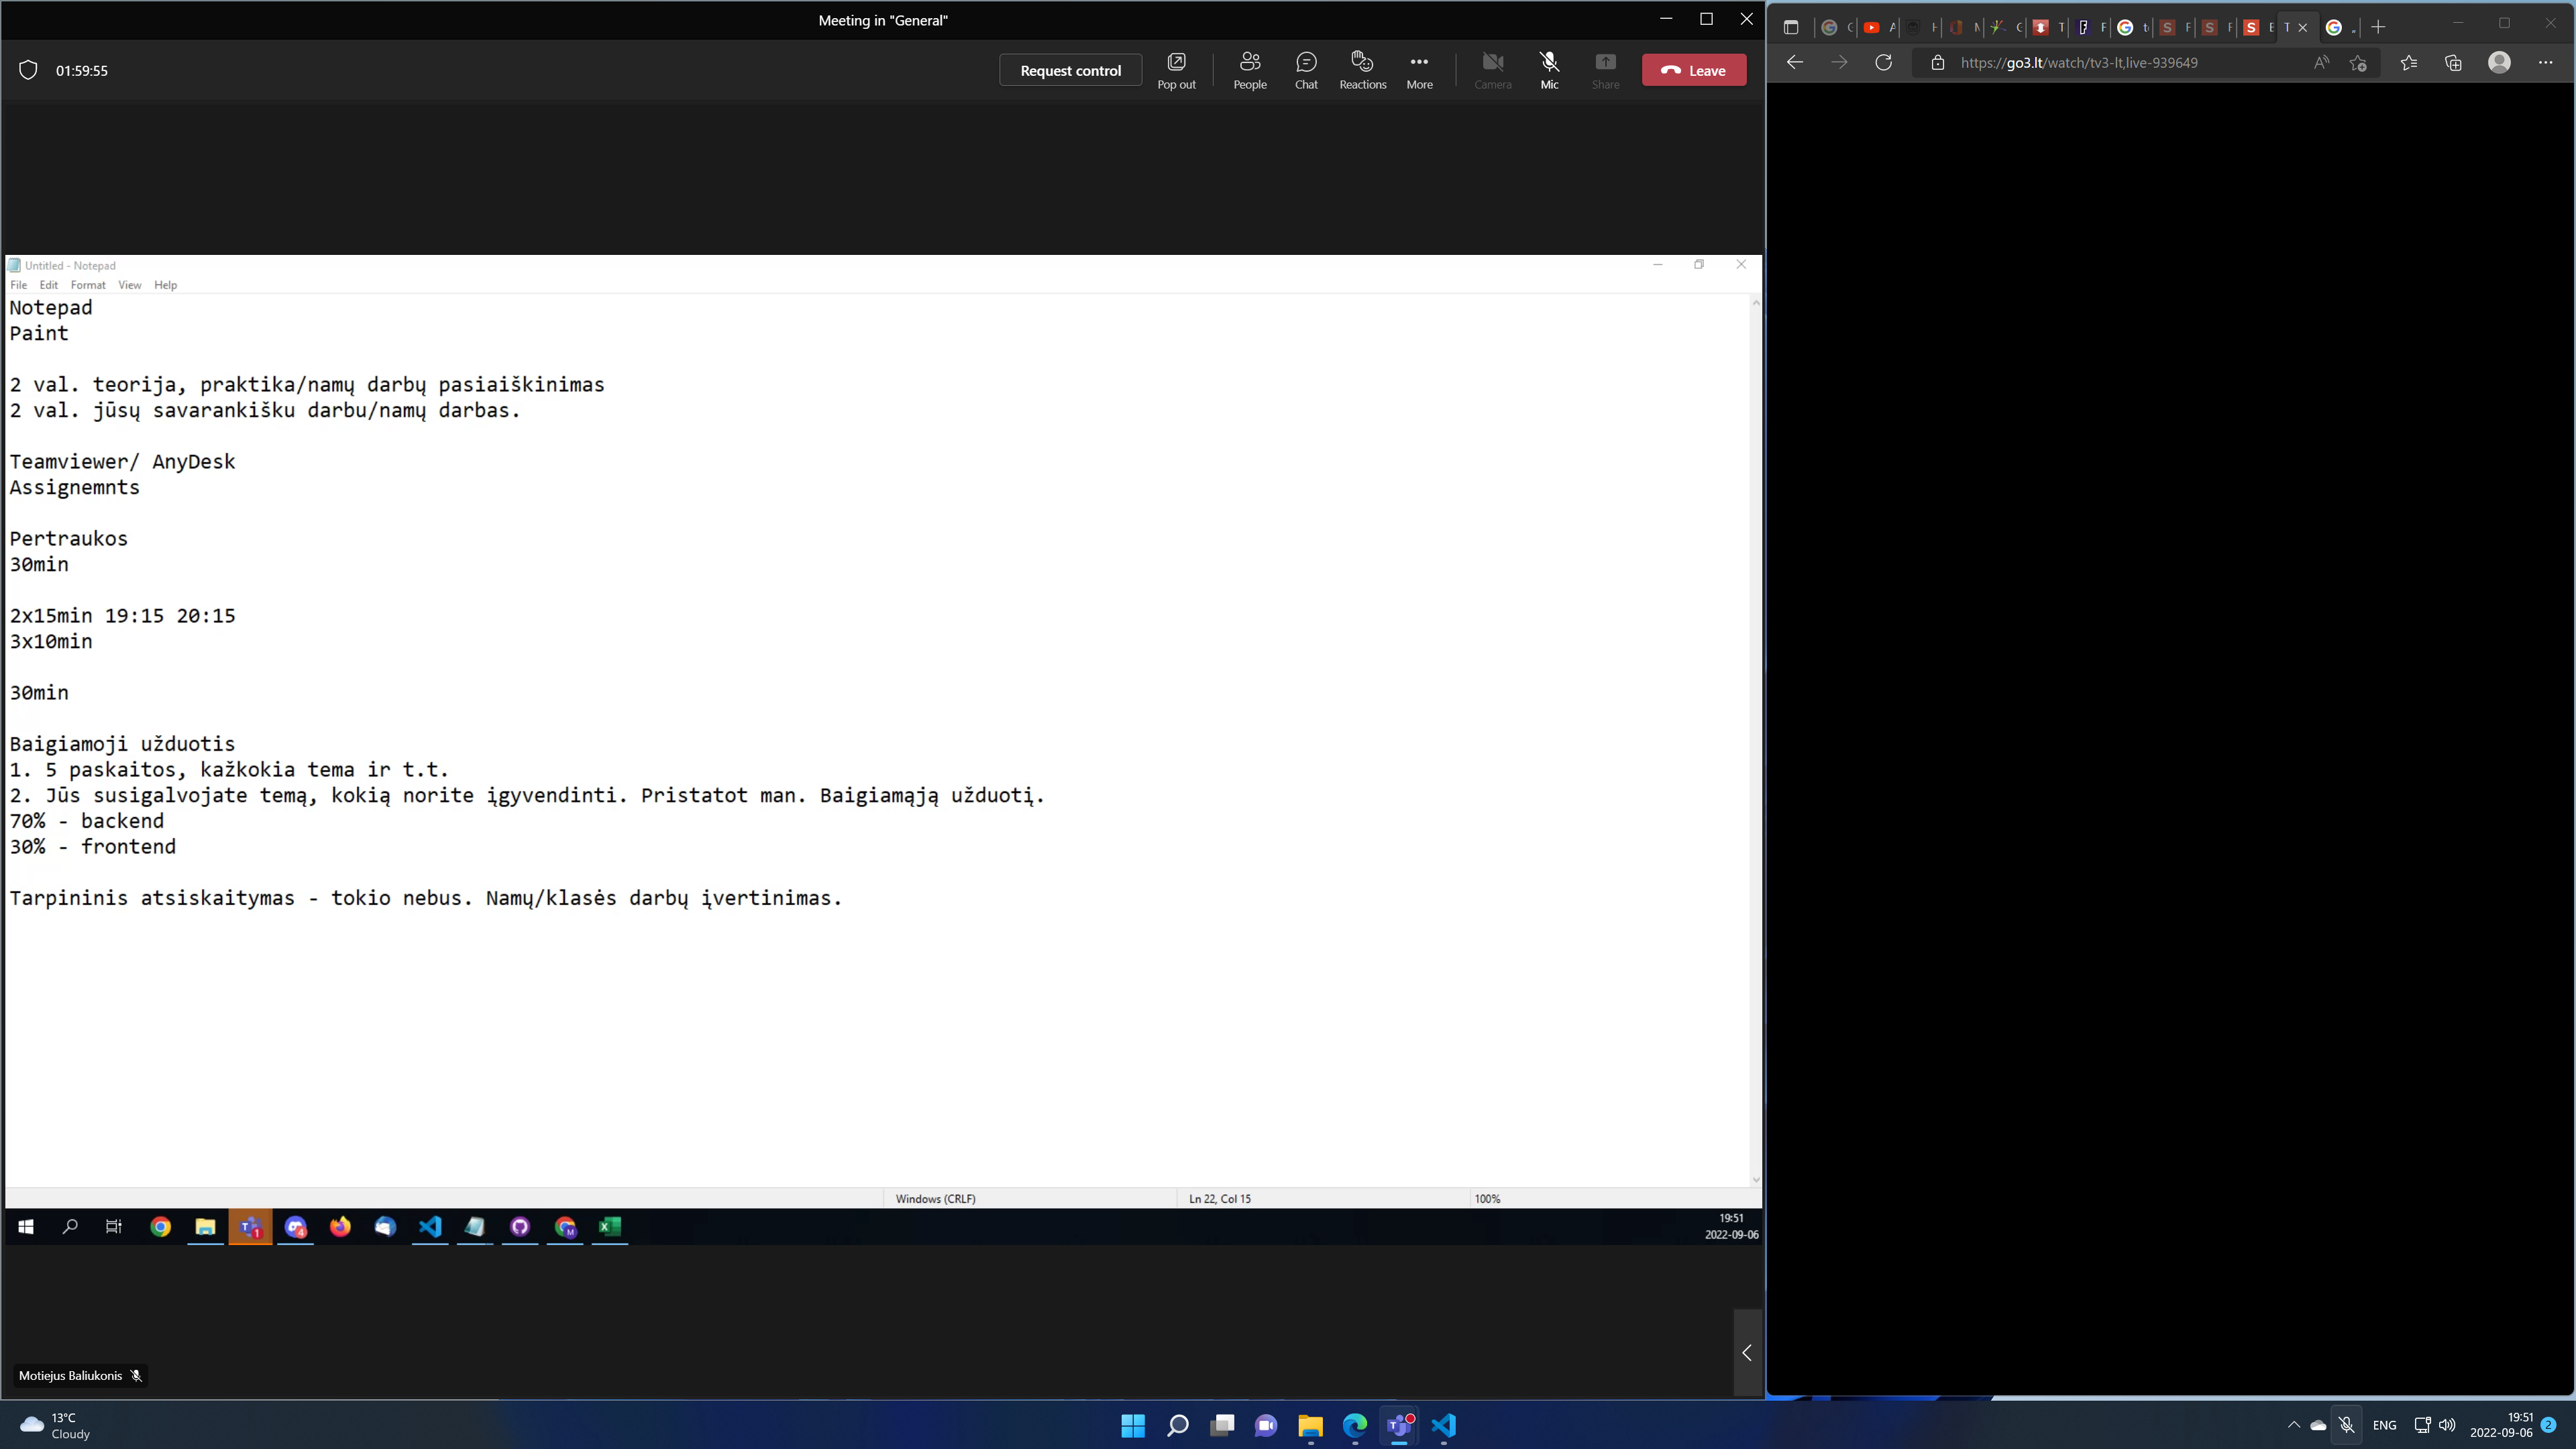 Meeting in "General"
01:59:55
Request control
Pop out
People
Chat
Reactions
More
Camera
Mic
Share
Leave
https://go3.lt/watch/tv3-lt,live-939649
Untitled - Notepad
File Edit Format View Help
Notepad
Paint
2 val. teorija, praktika/namų darbų pasiaiškinimas
2 val. jūsų savarankišku darbu/namų darbas.
Teamviewer/ AnyDesk
Assignemnts
Pertraukos
30min
2x15min 19:15 20:15
3x10min
30min
Baigiamoji užduotis
1. 5 paskaitos, kažkokia tema ir t.t.
2. Jūs susigalvojate temą, kokią norite įgyvendinti. Pristatot man. Baigiamąją užduotį.
70% - backend
30% - frontend
Tarpininis atsiskaitymas - tokio nebus. Namų/klasės darbų įvertinimas.
Windows (CRLF)
Ln 22, Col 15
100%
19:51
2022-09-06
Motiejus Baliukonis
13°C
Cloudy
ENG
19:51
2022-09-06
2